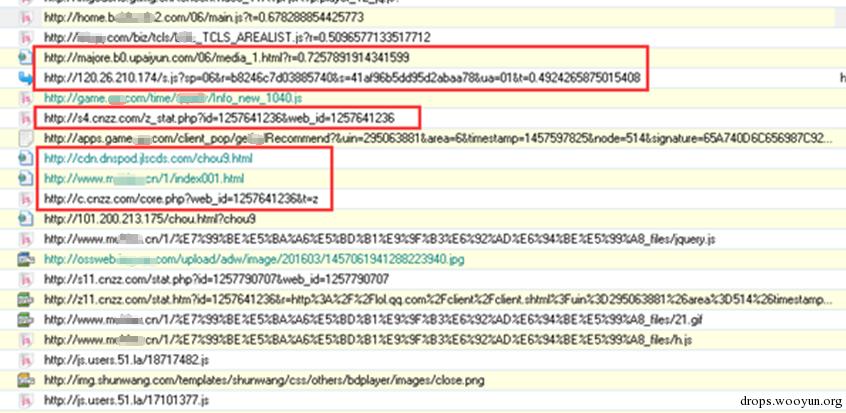 http://home.ba 2.com/06/main.js?t=0.678288854425773
http:// .com/biz/tcls/ _TCLS_AREALIST.js?r=0.5096577133517712
http://majore.b0.upaiyun.com/06/media_1.html?r=0.7257891914341599
http://120.26.210.174/s.js?sp=06&r=b8246c7d03885740&s=41af96b5dd95d2abaa78&ua=01&t=0.4924265875015408
http://game. .com/time/ /Info_new_1040.js
http://s4.cnzz.com/z_stat.php?id=1257641236&web_id=1257641236
http://apps.game. .com/client_pop/ge Recommend?&uin=295063881&area=6&timestamp=1457597825&node=514&signature=65A740D6C656987C92...
http://cdn.dnspod.jlscds.com/chou9.html
http://www.m .cn/1/index001.html
http://c.cnzz.com/core.php?web_id=1257641236&t=z
http://101.200.213.175/chou.html?chou9
http://www.mu .cn/1/%E7%99%BE%E5%BA%A6%E5%BD%B1%E9%9F%B3%E6%92%AD%E6%94%BE%E5%99%A8_files/jquery.js
http://ossweb- .com/upload/adw/image/201603/1457061941288223940.jpg
http://s11.cnzz.com/stat.php?id=1257790707&web_id=1257790707
http://z11.cnzz.com/stat.htm?id=1257641236&r=http%3A%2F%2Flol.qq.com%2Fclient%2Fclient.shtml%3Fuin%3D295063881%26area%3D514%26timestamp...
http://www.mu .cn/1/%E7%99%BE%E5%BA%A6%E5%BD%B1%E9%9F%B3%E6%92%AD%E6%94%BE%E5%99%A8_files/21.gif
http://www.mu .cn/1/%E7%99%BE%E5%BA%A6%E5%BD%B1%E9%9F%B3%E6%92%AD%E6%94%BE%E5%99%A8_files/h.js
http://js.users.51.la/18717482.js
http://img.shunwang.com/templates/shunwang/css/others/bdplayer/images/close.png
http://js.users.51.la/17101377.js
drops.wooyun.org